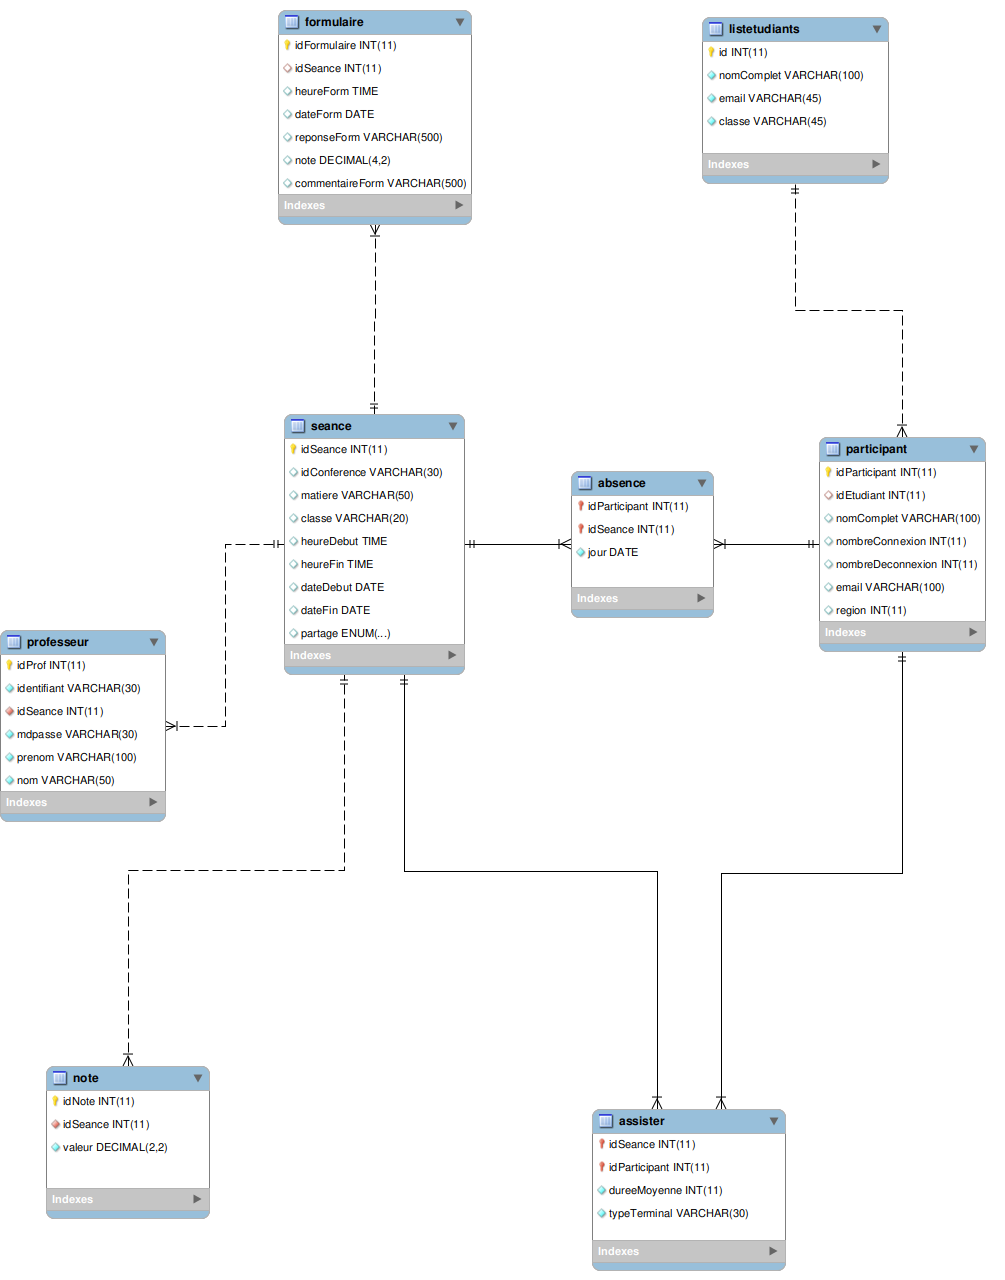 formulaire
idFormulaire INT(11)
idSeance INT(11)
heureForm TIME
dateForm DATE
reponseForm VARCHAR(500)
note DECIMAL(4,2)
commentaireForm VARCHAR(500)
Indexes
listetudiants
id INT(11)
nomComplet VARCHAR(100)
email VARCHAR(45)
classe VARCHAR(45)
Indexes
seance
idSeance INT(11)
idConference VARCHAR(30)
matiere VARCHAR(50)
classe VARCHAR(20)
heureDebut TIME
heureFin TIME
dateDebut DATE
dateFin DATE
partage ENUM(...)
Indexes
absence
idParticipant INT(11)
idSeance INT(11)
jour DATE
Indexes
participant
idParticipant INT(11)
idEtudiant INT(11)
nomComplet VARCHAR(100)
nombreConnexion INT(11)
nombreDeconnexion INT(11)
email VARCHAR(100)
region INT(11)
Indexes
professeur
idProf INT(11)
identifiant VARCHAR(30)
idSeance INT(11)
mdpasse VARCHAR(30)
prenom VARCHAR(100)
nom VARCHAR(50)
Indexes
note
idNote INT(11)
idSeance INT(11)
valeur DECIMAL(2,2)
Indexes
assister
idSeance INT(11)
idParticipant INT(11)
dureeMoyenne INT(11)
typeTerminal VARCHAR(30)
Indexes